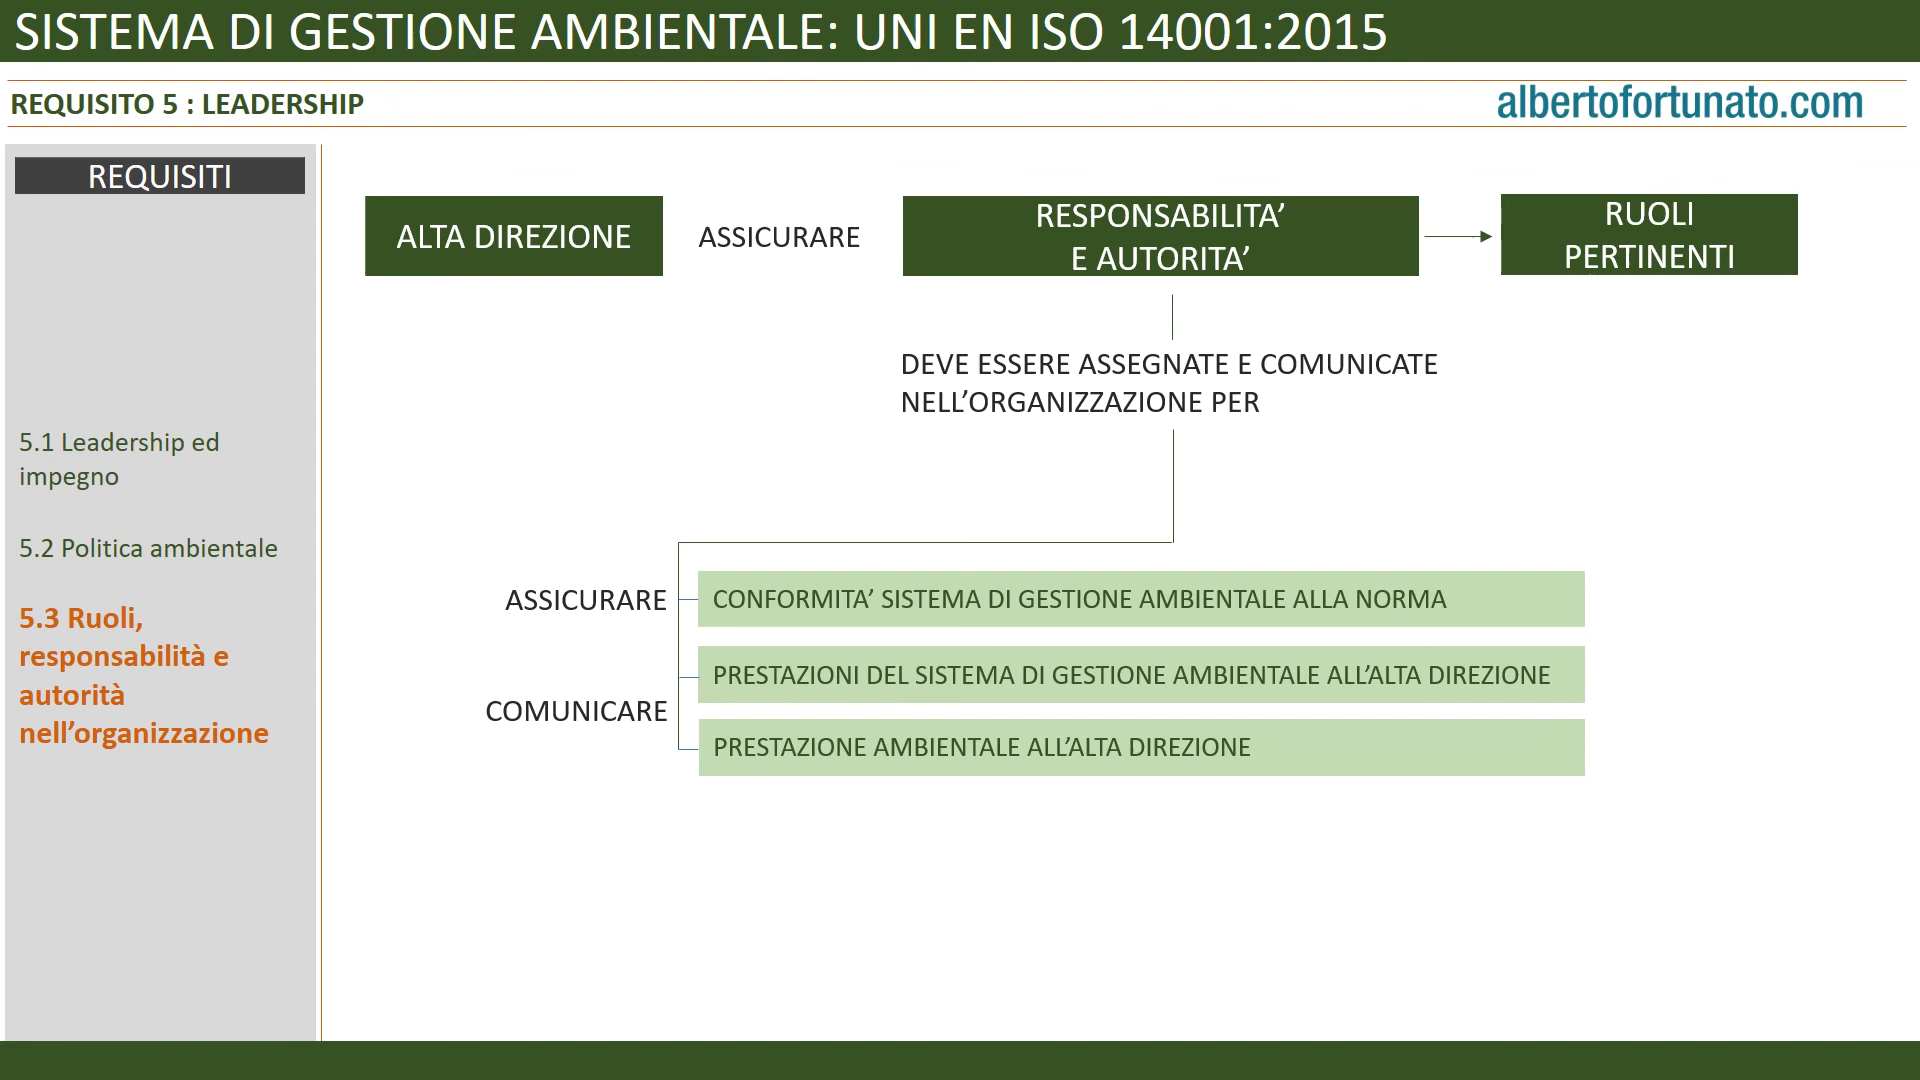 SISTEMA DI GESTIONE AMBIENTALE: UNI EN ISO 14001:2015
REQUISITO 5 : LEADERSHIP
albertofortunato.com
REQUISITI
5.1 Leadership ed
impegno
5.2 Politica ambientale
5.3 Ruoli,
responsabilità e
autorità
nell’organizzazione
ALTA DIREZIONE
ASSICURARE
RESPONSABILITA’
E AUTORITA’
RUOLI
PERTINENTI
DEVE ESSERE ASSEGNATE E COMUNICATE
NELL’ORGANIZZAZIONE PER
ASSICURARE
CONFORMITA’ SISTEMA DI GESTIONE AMBIENTALE ALLA NORMA
PRESTAZIONI DEL SISTEMA DI GESTIONE AMBIENTALE ALL’ALTA DIREZIONE
COMUNICARE
PRESTAZIONE AMBIENTALE ALL’ALTA DIREZIONE